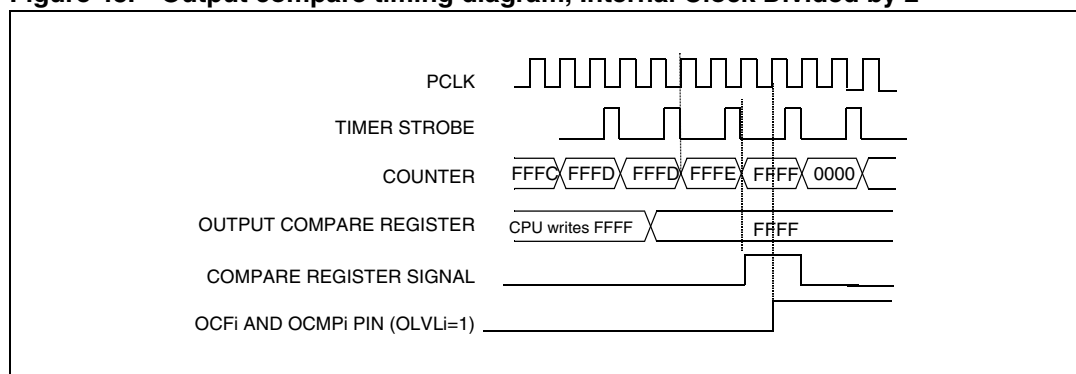 Figure 48. Output compare timing diagram, Internal Clock Divided by 2
PCLK
TIMER STROBE
COUNTER FFFC FFFD FFFD FFFE FFFF 0000
OUTPUT COMPARE REGISTER CPU writes FFFF FFFF
COMPARE REGISTER SIGNAL
OCFi AND OCMPi PIN (OLVLi=1)